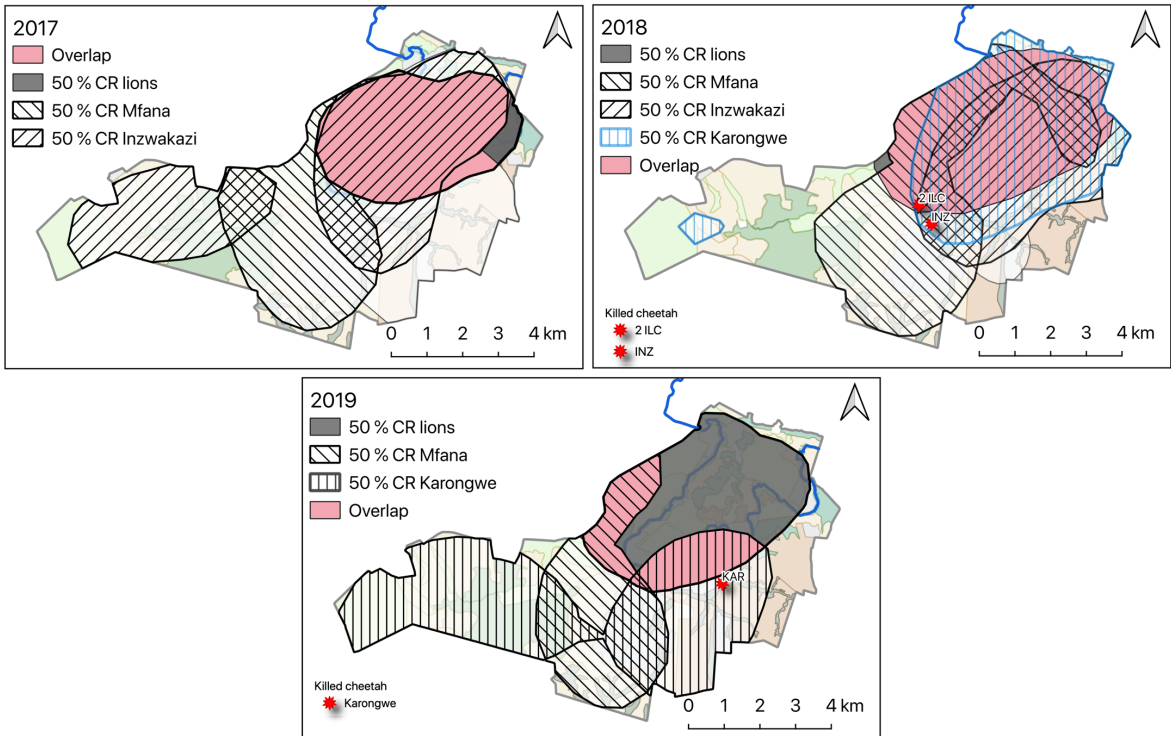 2017
Overlap
50 % CR lions
50 % CR Mfana
50 % CR Inzwakazi
0 1 2 3 4 km
2018
50 % CR lions
50 % CR Mfana
50 % CR Inzwakazi
50 % CR Karongwe
Overlap
2 ILC
INZ
Killed cheetah
2 ILC
INZ
0 1 2 3 4 km
2019
50 % CR lions
50 % CR Mfana
50 % CR Karongwe
Overlap
KAR
Killed cheetah
Karongwe
0 1 2 3 4 km